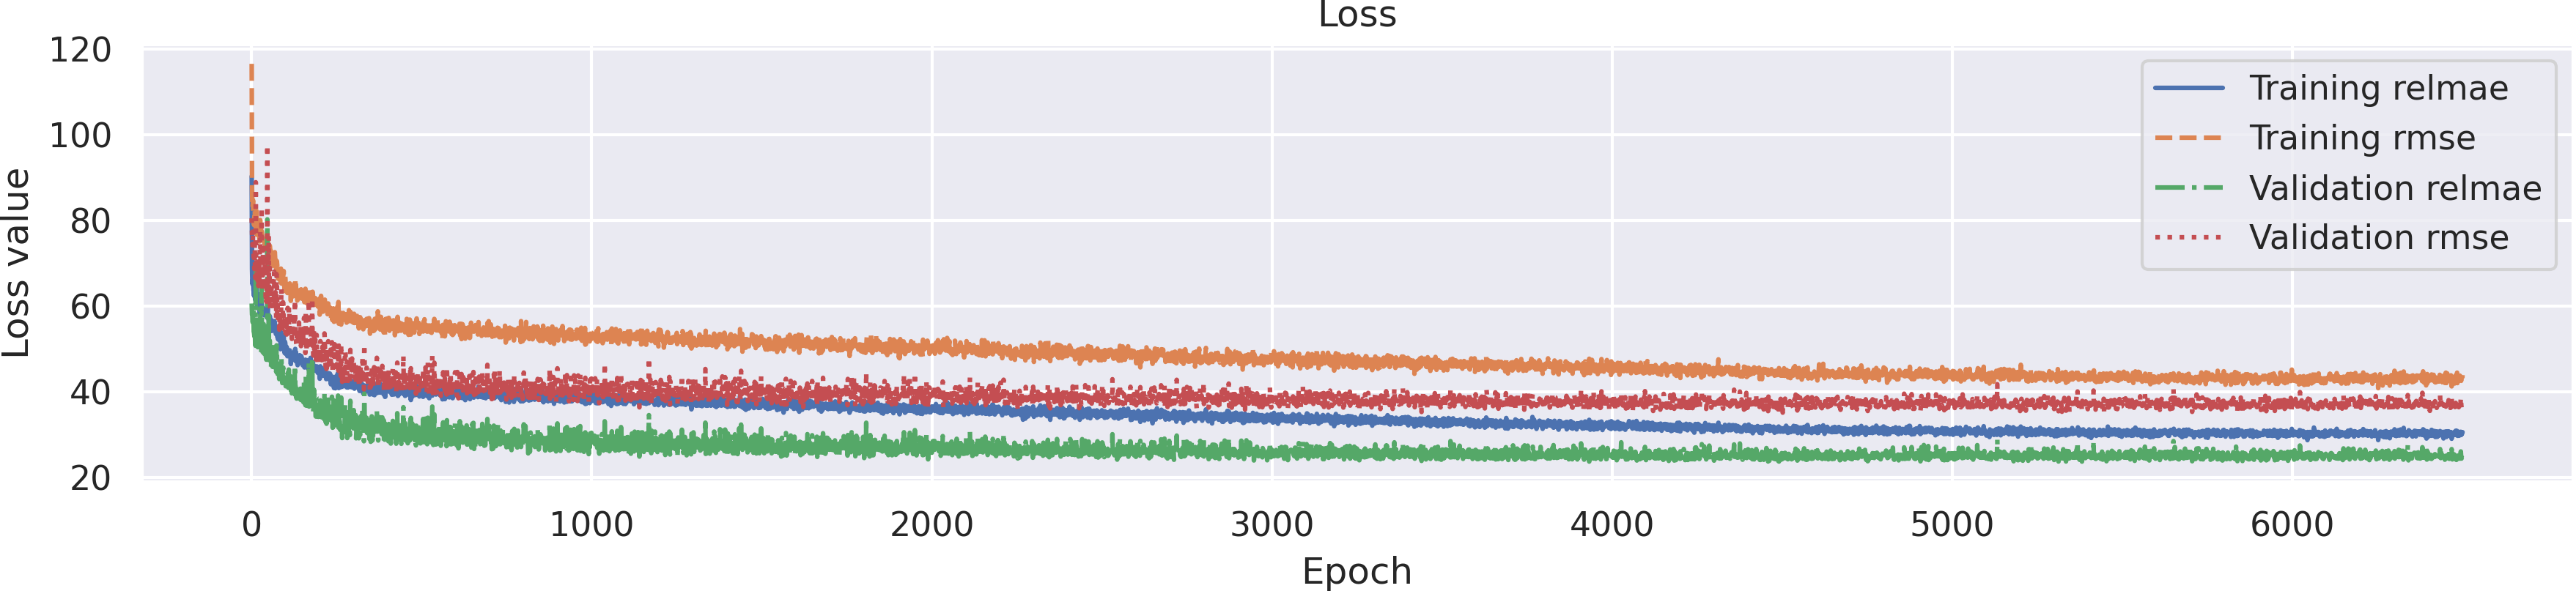 Loss
Loss value
120
100
80
60
40
20
Training relmae
Training rmse
Validation relmae
Validation rmse
0 1000 2000 3000 4000 5000 6000
Epoch